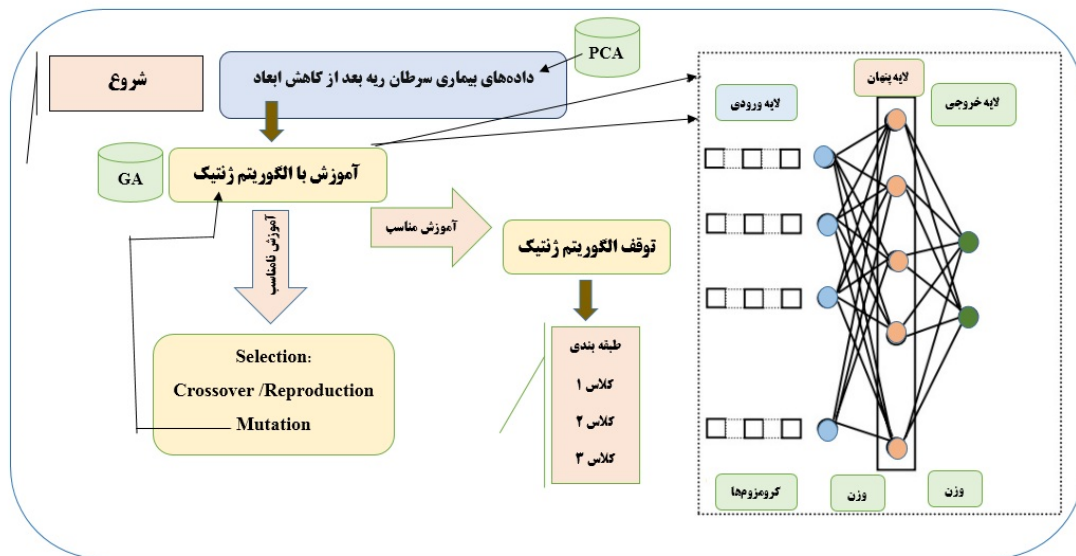 شروع
داده‌های بیماری سرطان ریه بعد از کاهش ابعاد
PCA
GA
آموزش با الگوریتم ژنتیک
آموزش نامناسب
آموزش مناسب
توقف الگوریتم ژنتیک
Selection:
Crossover /Reproduction
Mutation
طبقه بندی
کلاس ۱
کلاس ۲
کلاس ۳
لایه پنهان
لایه ورودی
لایه خروجی
کرومزوم‌ها
وزن
وزن